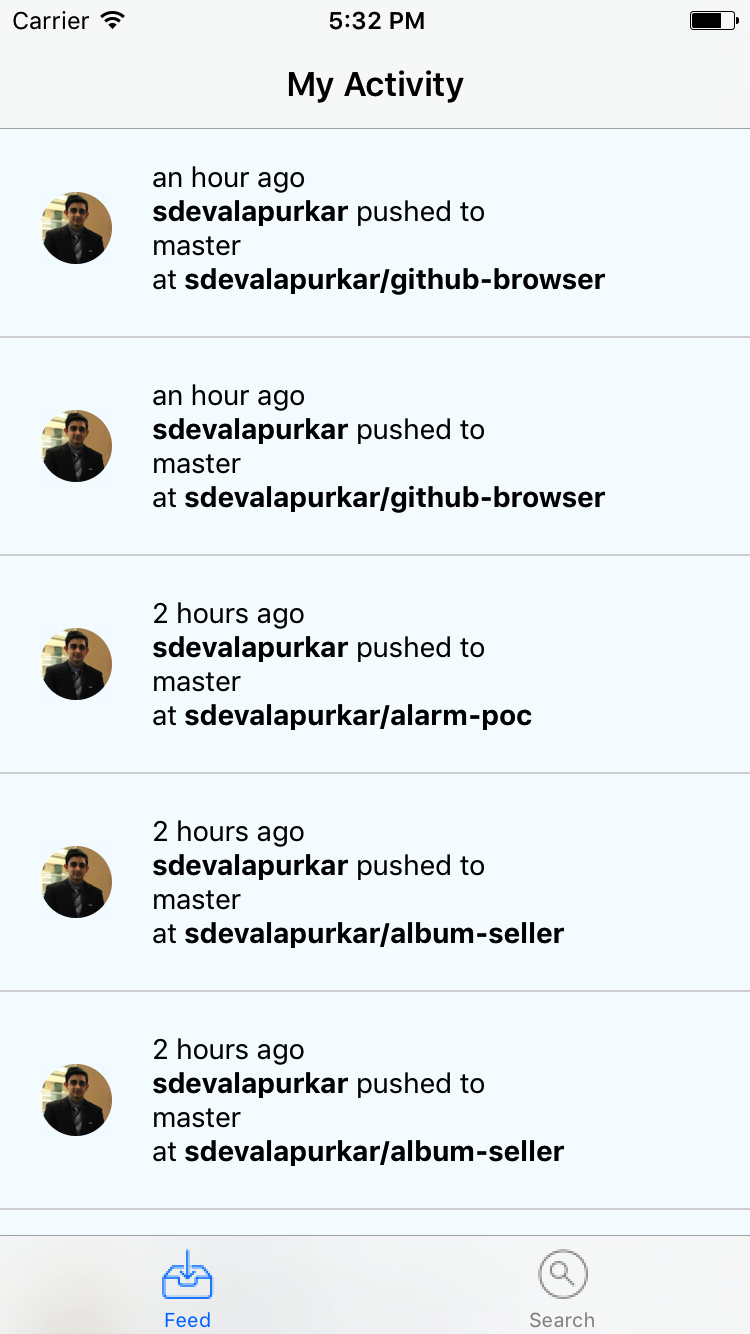 Carrier 5:32 PM
My Activity
an hour ago
sdevalapurkar pushed to
master
at sdevalapurkar/github-browser
an hour ago
sdevalapurkar pushed to
master
at sdevalapurkar/github-browser
2 hours ago
sdevalapurkar pushed to
master
at sdevalapurkar/alarm-poc
2 hours ago
sdevalapurkar pushed to
master
at sdevalapurkar/album-seller
2 hours ago
sdevalapurkar pushed to
master
at sdevalapurkar/album-seller
Feed Search